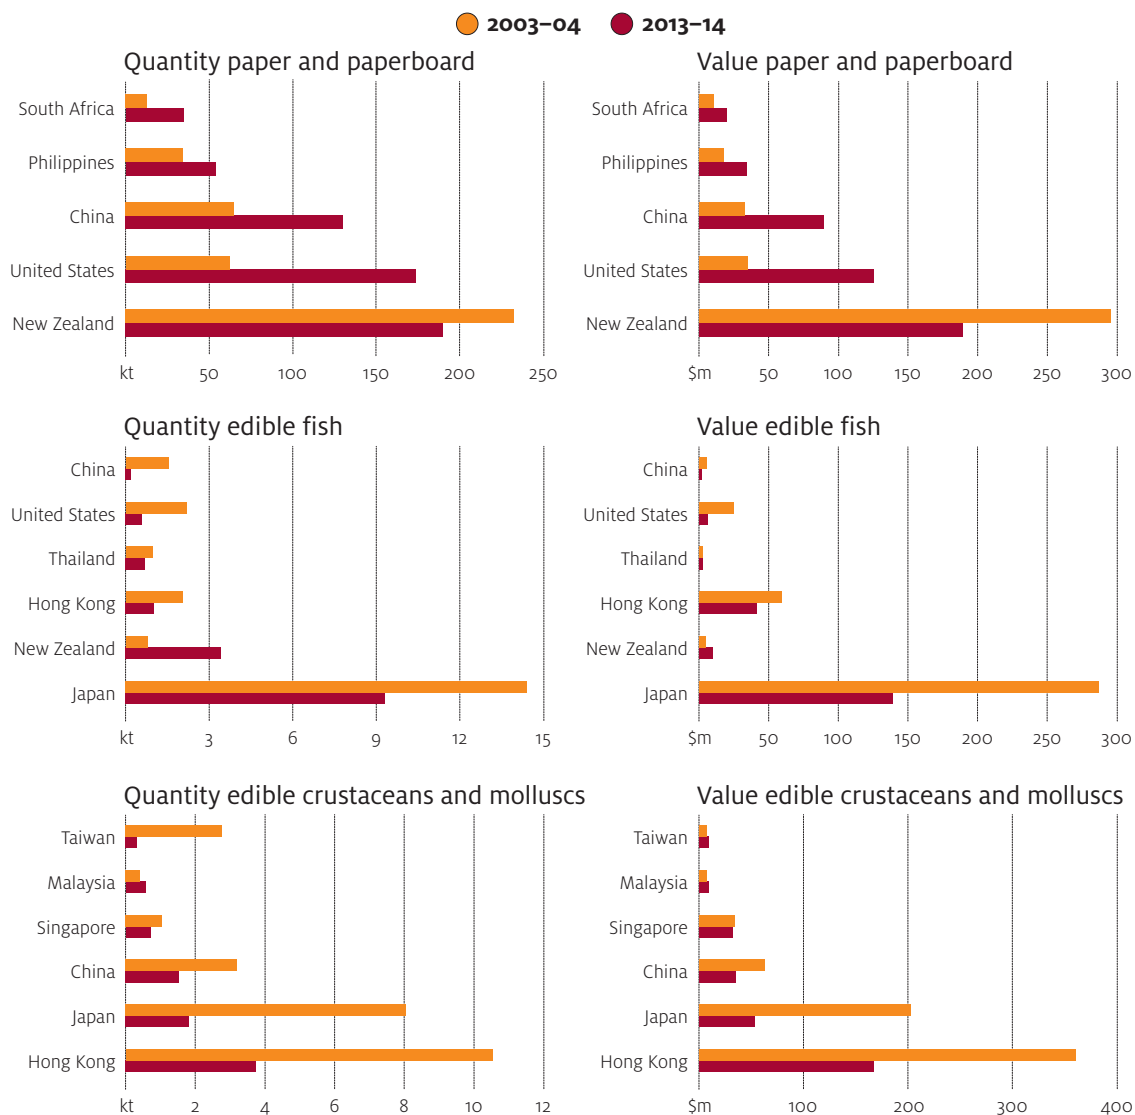 2003–04 2013–14
Quantity paper and paperboard
South Africa
Philippines
China
United States
New Zealand
kt 50 100 150 200 250
Value paper and paperboard
South Africa
Philippines
China
United States
New Zealand
$m 50 100 150 200 250 300
Quantity edible fish
China
United States
Thailand
Hong Kong
New Zealand
Japan
kt 3 6 9 12 15
Value edible fish
China
United States
Thailand
Hong Kong
New Zealand
Japan
$m 50 100 150 200 250 300
Quantity edible crustaceans and molluscs
Taiwan
Malaysia
Singapore
China
Japan
Hong Kong
kt 2 4 6 8 10 12
Value edible crustaceans and molluscs
Taiwan
Malaysia
Singapore
China
Japan
Hong Kong
$m 100 200 300 400